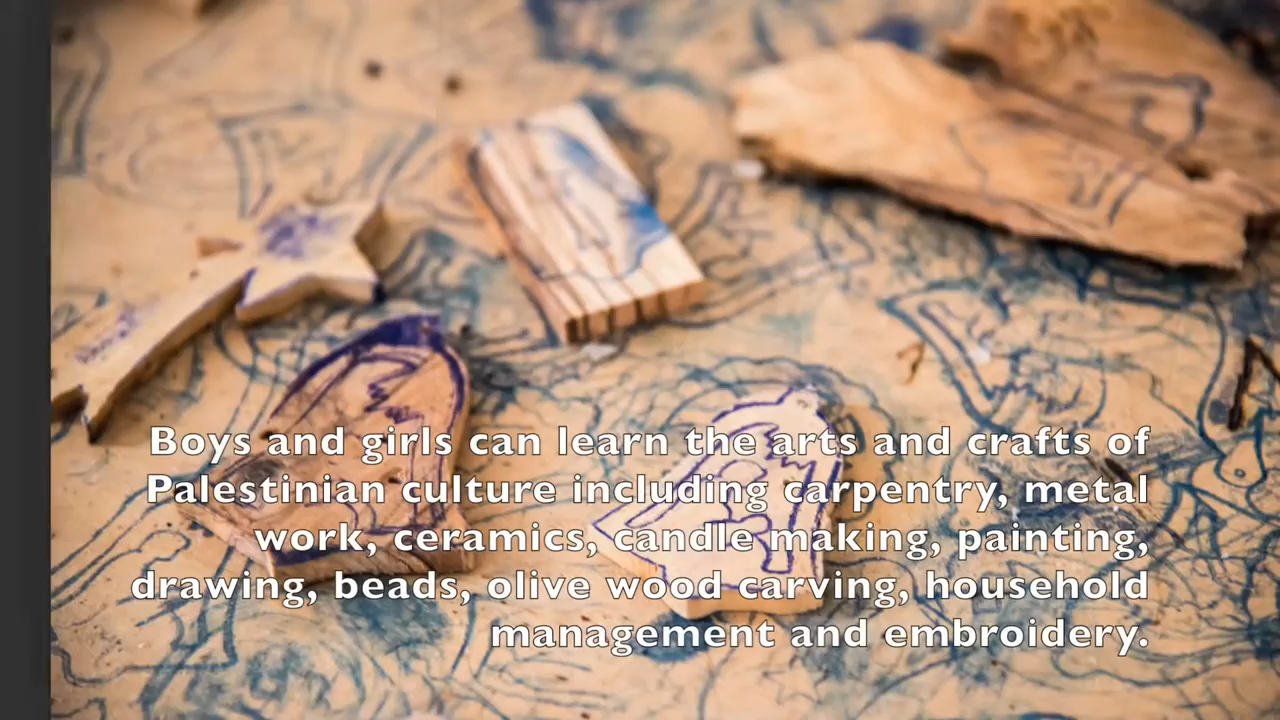 Boys and girls can learn the arts and crafts of
Palestinian culture including carpentry, metal
work, ceramics, candle making, painting,
drawing, beads, olive wood carving, household
management and embroidery.